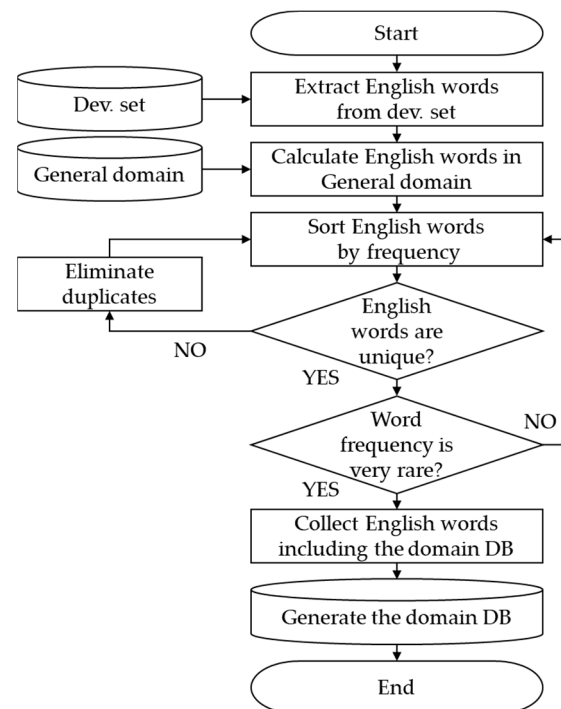 Start
Dev. set
Extract English words
from dev. set
General domain
Calculate English words in
General domain
Sort English words
by frequency
Eliminate
duplicates
English
words are
unique?
NO
YES
Word
frequency is
very rare?
NO
YES
Collect English words
including the domain DB
Generate the domain DB
End